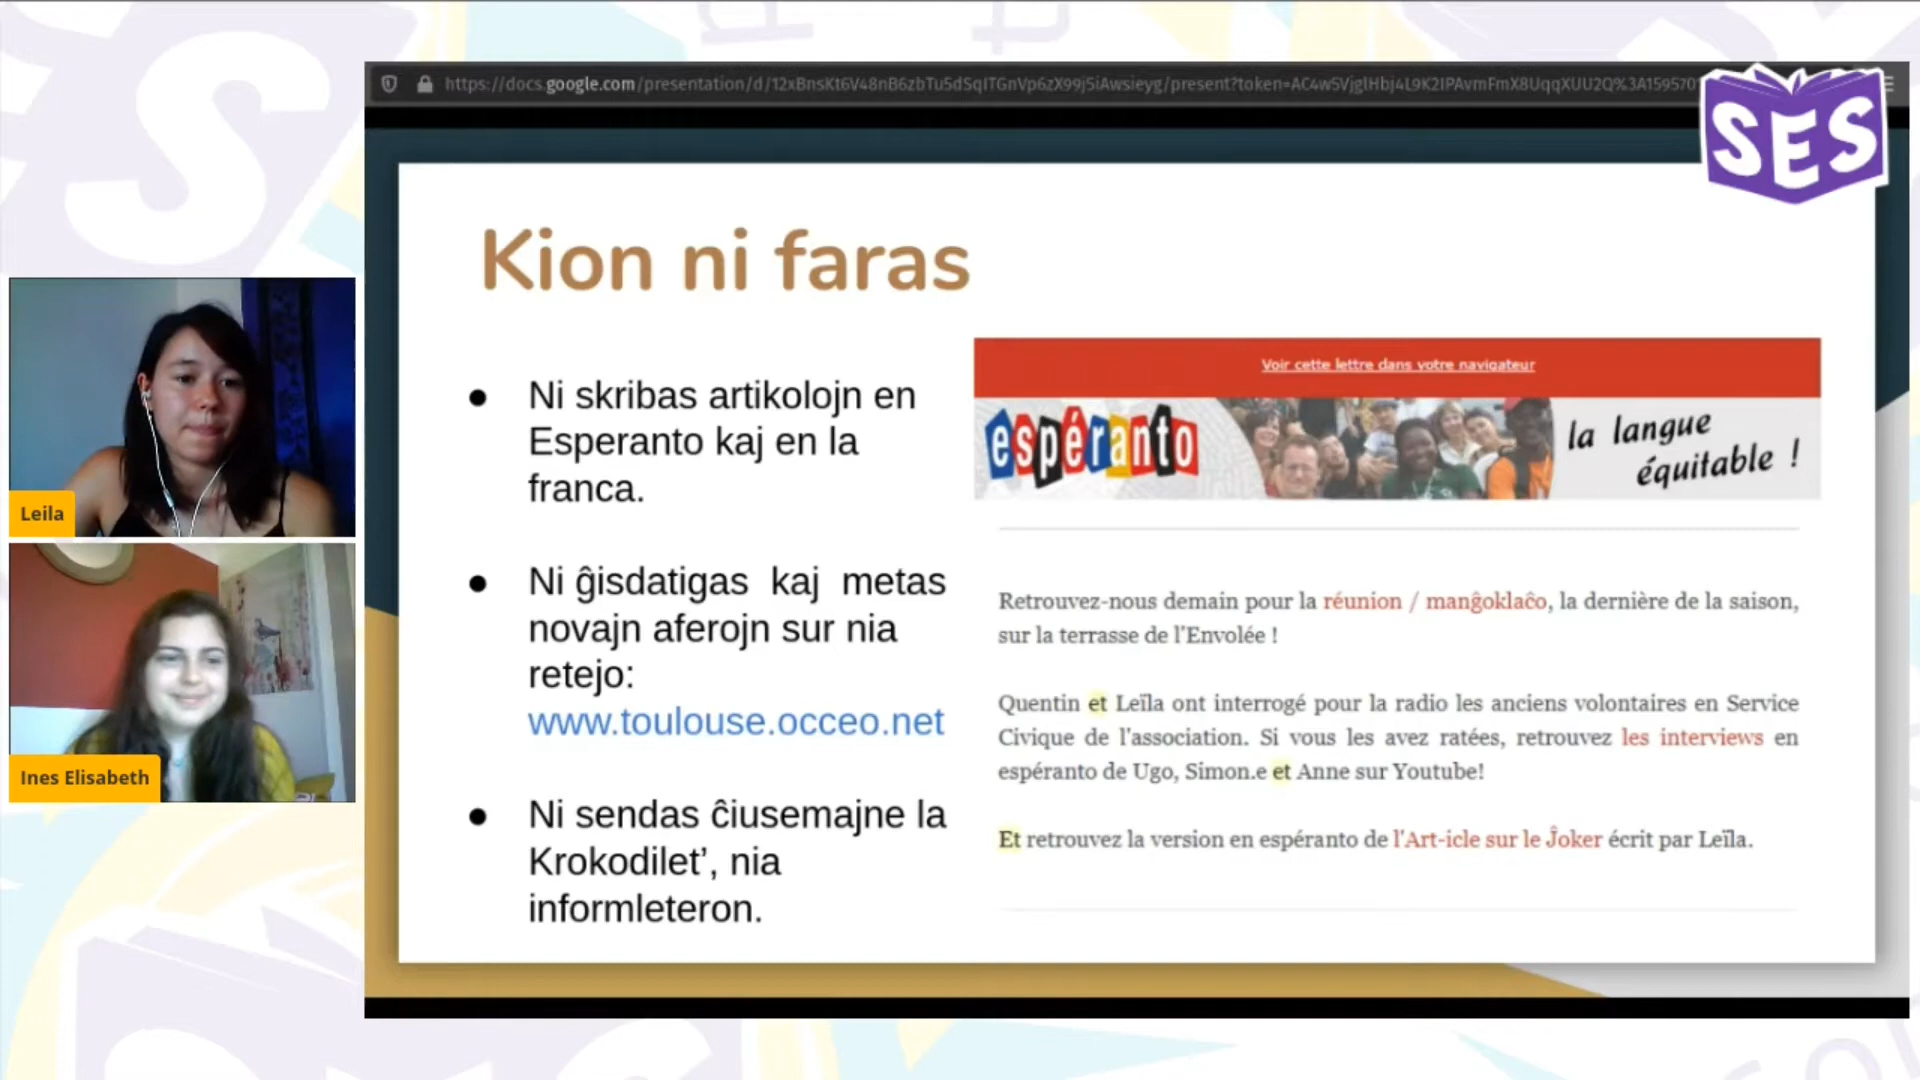 https://docs.google.com/presentation/d/12xBnsKt6V48nB6zbTu5dSqITGnVp6zX99j5iAwsieyg/present?token=AC4w5VjglHbj4L9K2IPAvmFmX8UqqXUU2Q%3A159570
SES
Kion ni faras
● Ni skribas artikolojn en
Esperanto kaj en la
franca.
● Ni ĝisdatigas kaj metas
novajn aferojn sur nia
retejo:
www.toulouse.occeo.net
● Ni sendas ĉiusemajne la
Krokodilet’, nia
informleteron.
Voir cette lettre dans votre navigateur
espéranto
la langue
équitable !
Retrouvez-nous demain pour la réunion / manĝoklaĉo, la dernière de la saison,
sur la terrasse de l'Envolée !
Quentin et Leïla ont interrogé pour la radio les anciens volontaires en Service
Civique de l'association. Si vous les avez ratées, retrouvez les interviews en
espéranto de Ugo, Simon.e et Anne sur Youtube!
Et retrouvez la version en espéranto de l'Art-icle sur le Ĵoker écrit par Leïla.
Leila
Ines Elisabeth